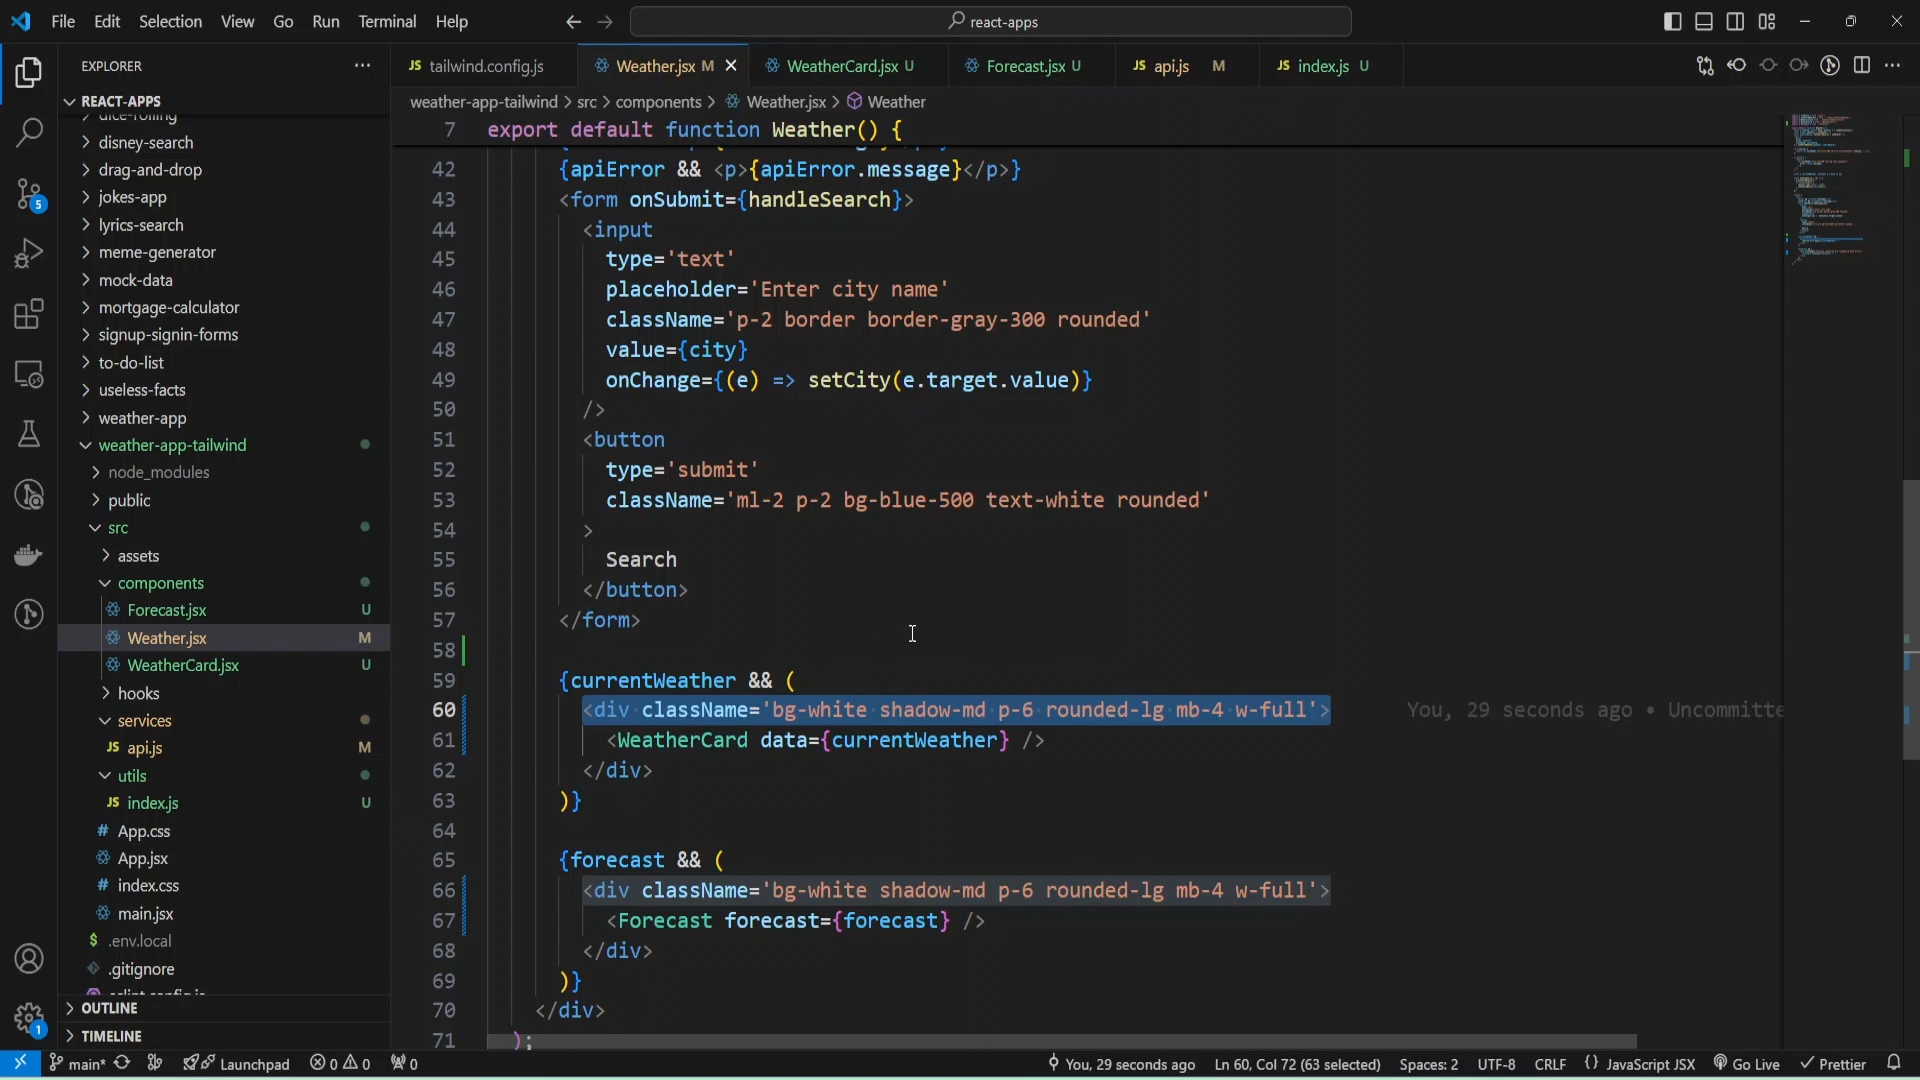 File Edit Selection View Go Run Terminal Help
react-apps
EXPLORER
REACT-APPS
dice-rolling
disney-search
drag-and-drop
jokes-app
lyrics-search
meme-generator
mock-data
mortgage-calculator
signup-signin-forms
to-do-list
useless-facts
weather-app
weather-app-tailwind
node_modules
public
src
assets
components
Forecast.jsx U
Weather.jsx M
WeatherCard.jsx U
hooks
services
JS api.js M
utils
JS index.js U
# App.css
App.jsx
# index.css
main.jsx
$ .env.local
.gitignore
OUTLINE
TIMELINE
5
1
JS tailwind.config.js
Weather.jsx M
WeatherCard.jsx U
Forecast.jsx U
JS api.js M
JS index.js U
weather-app-tailwind > src > components > Weather.jsx > Weather
7 export default function Weather() {
42 {apiError && <p>{apiError.message}</p>}
43 <form onSubmit={handleSearch}>
44 <input
45 type='text'
46 placeholder='Enter city name'
47 className='p-2 border border-gray-300 rounded'
48 value={city}
49 onChange={(e) => setCity(e.target.value)}
50 />
51 <button
52 type='submit'
53 className='ml-2 p-2 bg-blue-500 text-white rounded'
54 >
55 Search
56 </button>
57 </form>
58
59 {currentWeather && (
60 <div className='bg-white shadow-md p-6 rounded-lg mb-4 w-full'> You, 29 seconds ago • Uncommitte
61 <WeatherCard data={currentWeather} />
62 </div>
63 )}
64
65 {forecast && (
66 <div className='bg-white shadow-md p-6 rounded-lg mb-4 w-full'>
67 <Forecast forecast={forecast} />
68 </div>
69 )}
70 </div>
71 );
main* Launchpad 0 0 0 You, 29 seconds ago Ln 60, Col 72 (63 selected) Spaces: 2 UTF-8 CRLF {} JavaScript JSX Go Live Prettier